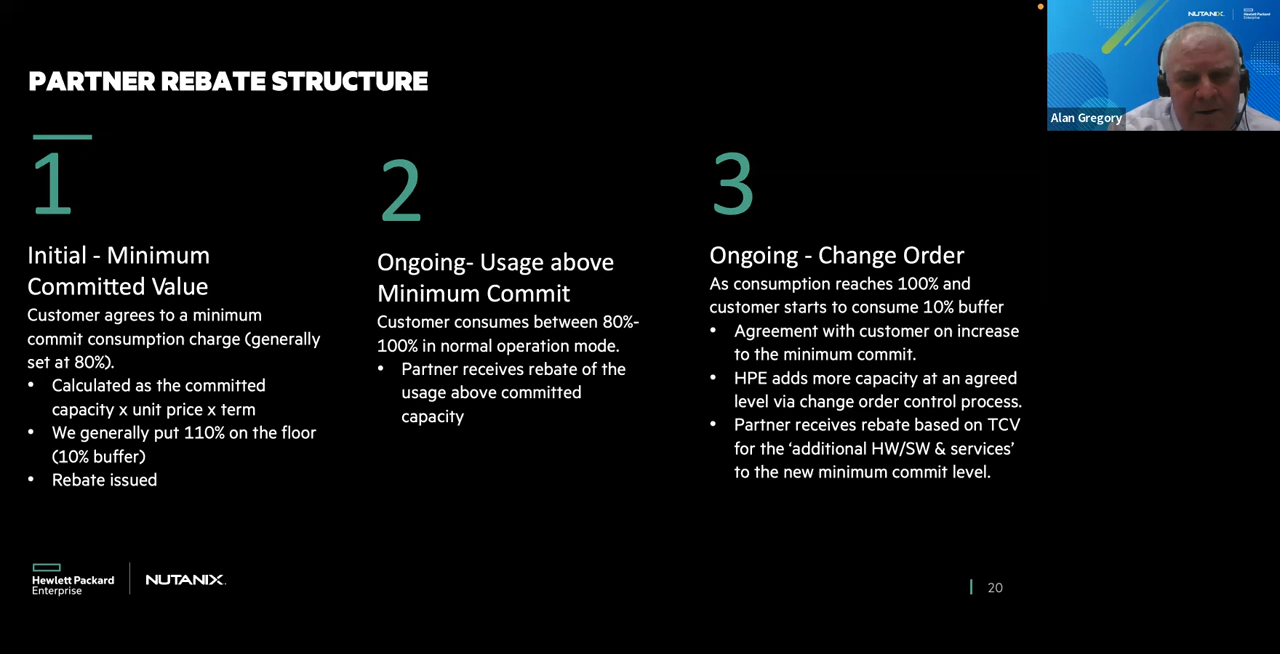 NUTANIX
Hewlett Packard
Enterprise
Alan Gregory
PARTNER REBATE STRUCTURE
1
Initial - Minimum
Committed Value
Customer agrees to a minimum
commit consumption charge (generally
set at 80%).
• Calculated as the committed
capacity x unit price x term
• We generally put 110% on the floor
(10% buffer)
• Rebate issued
2
Ongoing- Usage above
Minimum Commit
Customer consumes between 80%-
100% in normal operation mode.
• Partner receives rebate of the
usage above committed
capacity
3
Ongoing - Change Order
As consumption reaches 100% and
customer starts to consume 10% buffer
• Agreement with customer on increase
to the minimum commit.
• HPE adds more capacity at an agreed
level via change order control process.
• Partner receives rebate based on TCV
for the ‘additional HW/SW & services’
to the new minimum commit level.
Hewlett Packard
Enterprise
NUTANIX.
20